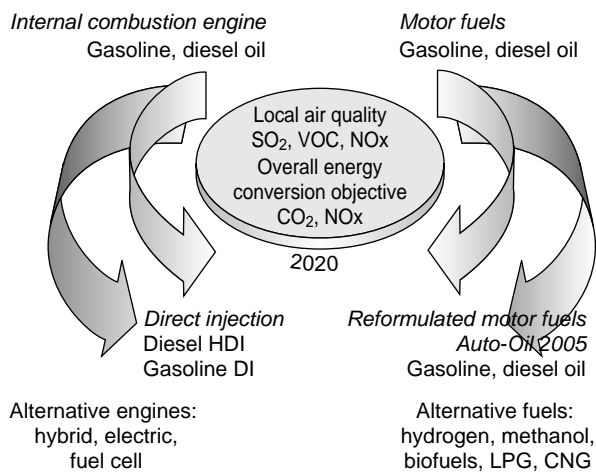 Internal combustion engine
Gasoline, diesel oil
Motor fuels
Gasoline, diesel oil
Local air quality
SO₂, VOC, NOx
Overall energy
conversion objective
CO₂, NOx
2020
Direct injection
Diesel HDI
Gasoline DI
Reformulated motor fuels
Auto-Oil 2005
Gasoline, diesel oil
Alternative engines:
hybrid, electric,
fuel cell
Alternative fuels:
hydrogen, methanol,
biofuels, LPG, CNG